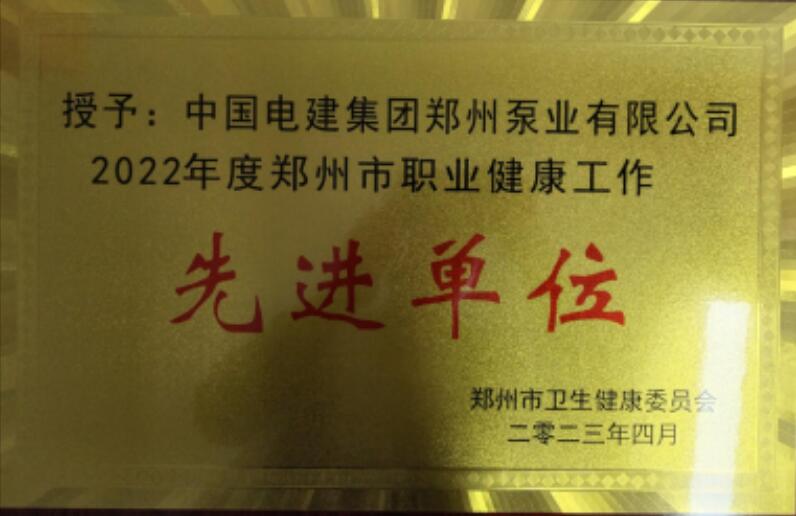 授予：中国电建集团郑州泵业有限公司
2022年度郑州市职业健康工作
先进单位
郑州市卫生健康委员会
二零二三年四月